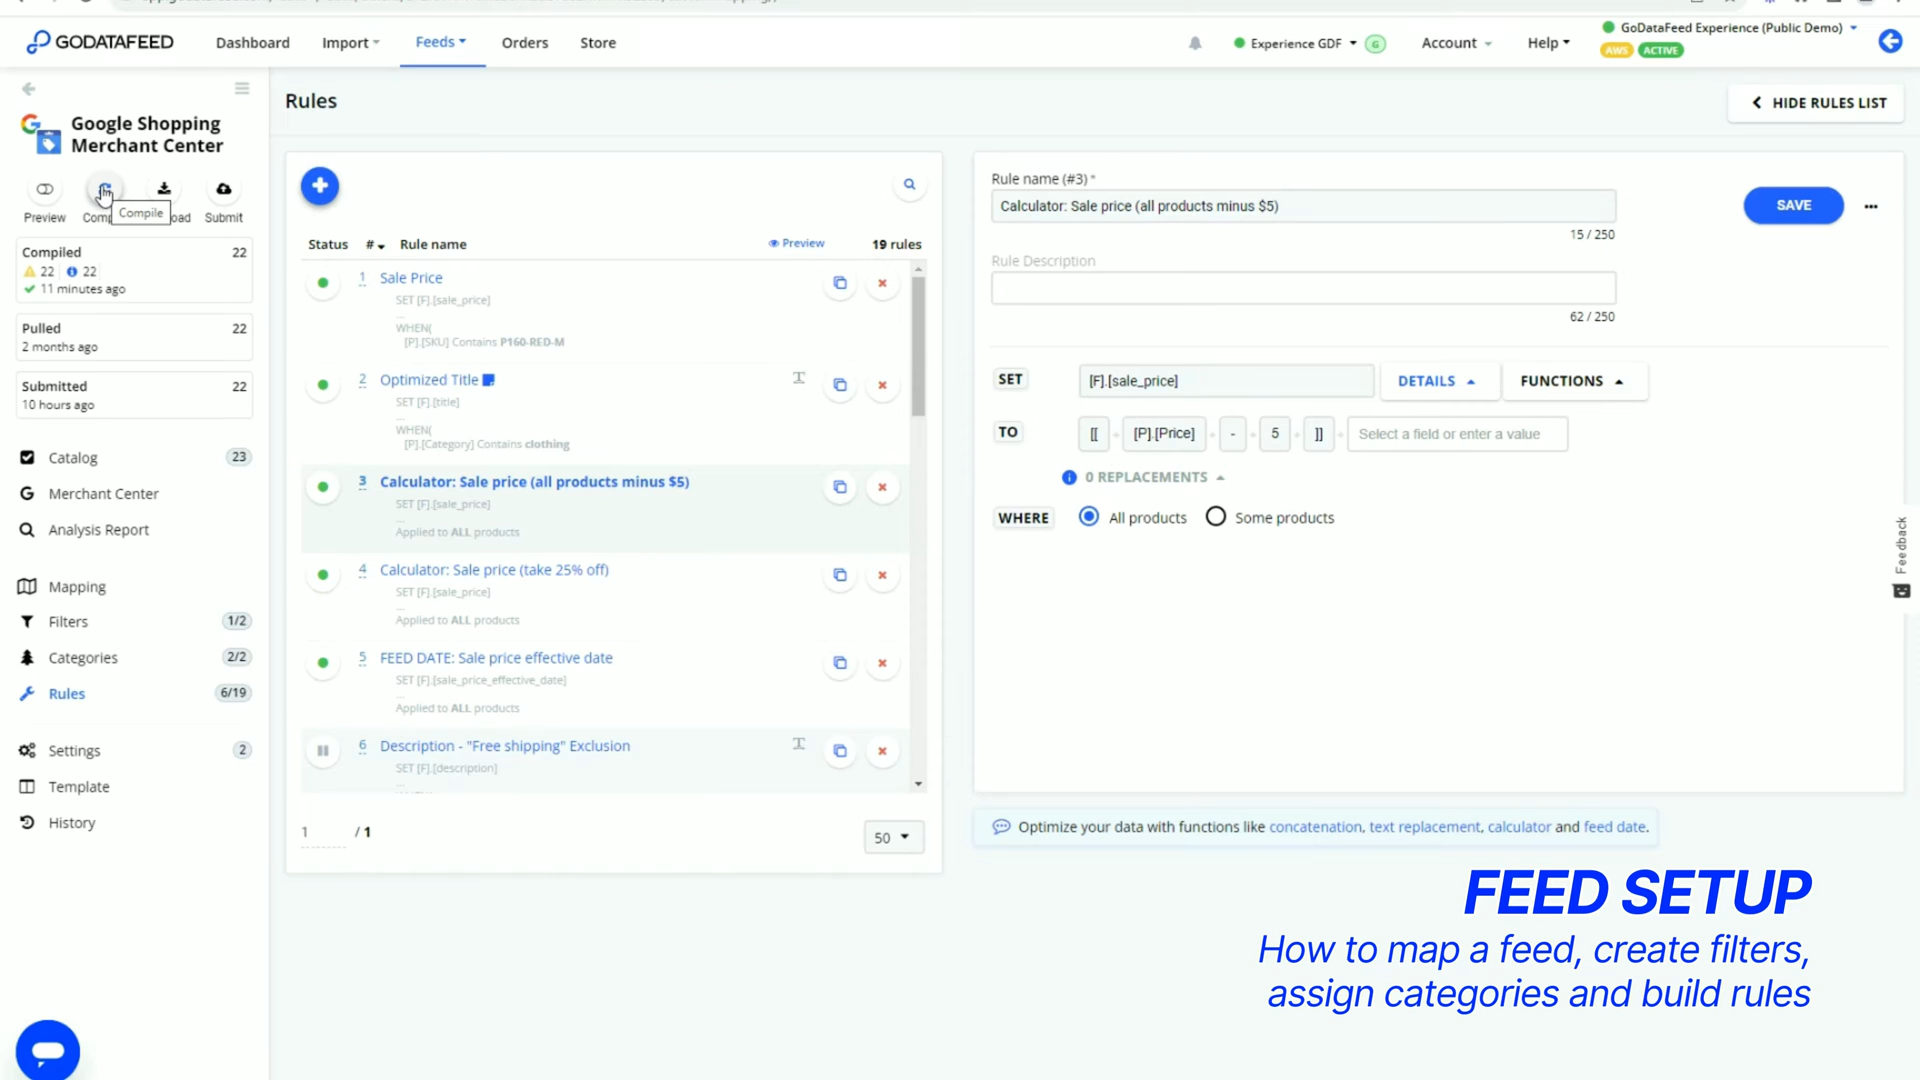 GODATAFEED
Dashboard
Import
Feeds
Orders
Store
Experience GDF
G
Account
Help
GoDataFeed Experience (Public Demo)
AWS
ACTIVE
Google Shopping
Merchant Center
Preview
Comp
Compile
oad
Submit
Compiled 22
22 22
11 minutes ago
Pulled 22
2 months ago
Submitted 22
10 hours ago
Catalog 23
Merchant Center
Analysis Report
Mapping
Filters 1/2
Categories 2/2
Rules 6/19
Settings 2
Template
History
Rules
HIDE RULES LIST
Status # Rule name Preview 19 rules
1 Sale Price
SET [F].[sale_price]
...
WHEN(
[P].[SKU] Contains P160-RED-M
2 Optimized Title
SET [F].[title]
...
WHEN(
[P].[Category] Contains clothing
3 Calculator: Sale price (all products minus $5)
SET [F].[sale_price]
...
Applied to ALL products
4 Calculator: Sale price (take 25% off)
SET [F].[sale_price]
...
Applied to ALL products
5 FEED DATE: Sale price effective date
SET [F].[sale_price_effective_date]
...
Applied to ALL products
6 Description - "Free shipping" Exclusion
SET [F].[description]
1 / 1
50
Rule name (#3) *
Calculator: Sale price (all products minus $5)
15 / 250
SAVE
Rule Description
62 / 250
SET [F].[sale_price] DETAILS FUNCTIONS
TO [[ [P].[Price] - 5 ]] Select a field or enter a value
0 REPLACEMENTS
WHERE All products Some products
Feedback
Optimize your data with functions like concatenation, text replacement, calculator and feed date.
FEED SETUP
How to map a feed, create filters,
assign categories and build rules